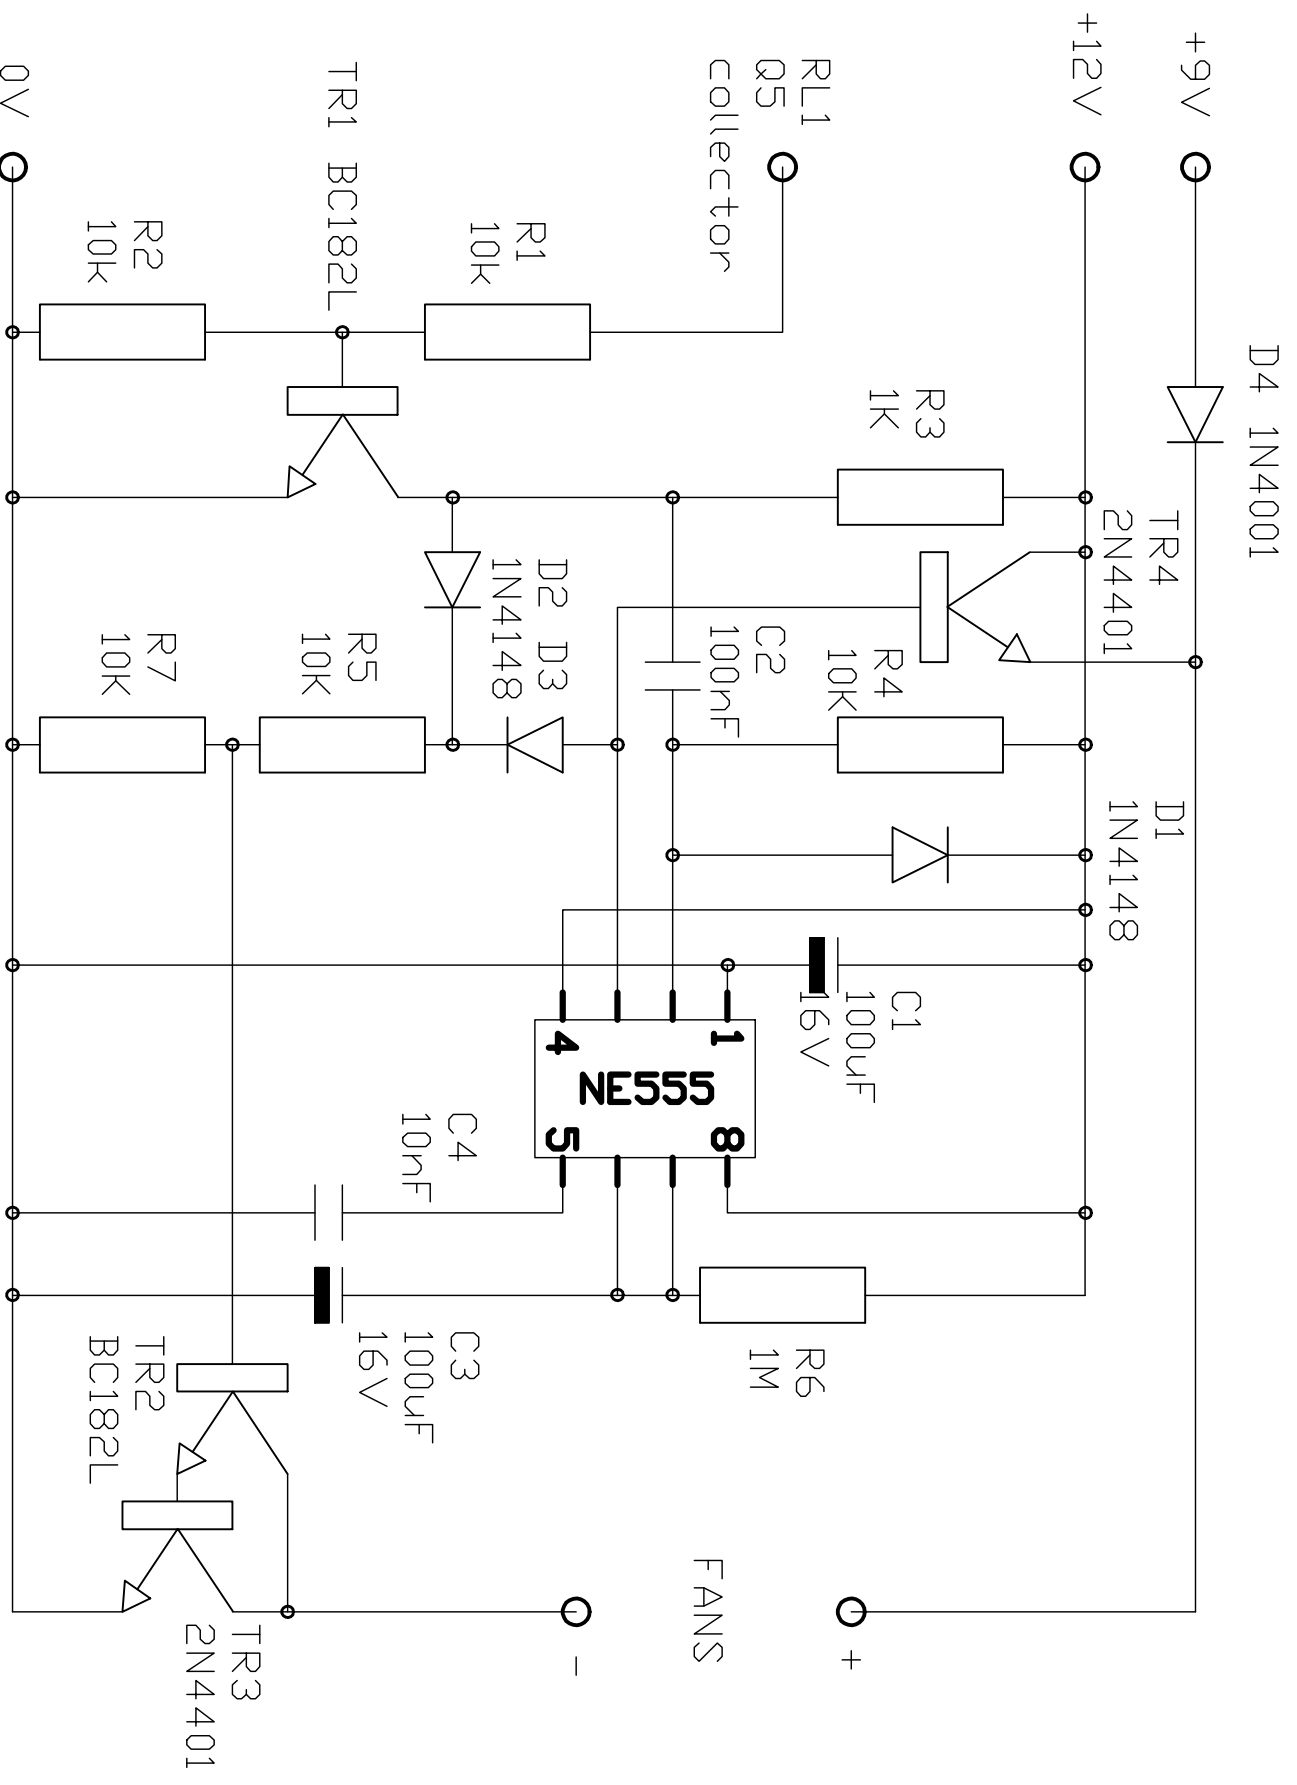 +9V
+12V
RL1
Q5
collector
TR1 BC182L
0V
D4 1N4001
R1
10k
R2
10k
R3
1K
TR4
2N4401
D2 D3
1N4148
C2
100nF
R4
10K
R5
10K
R7
10K
D1
1N4148
C1
100uF
16V
1
4
NE555
8
5
C4
10nF
C3
100uF
16V
R6
1M
TR2
BC182L
TR3
2N4401
FANS
+
-